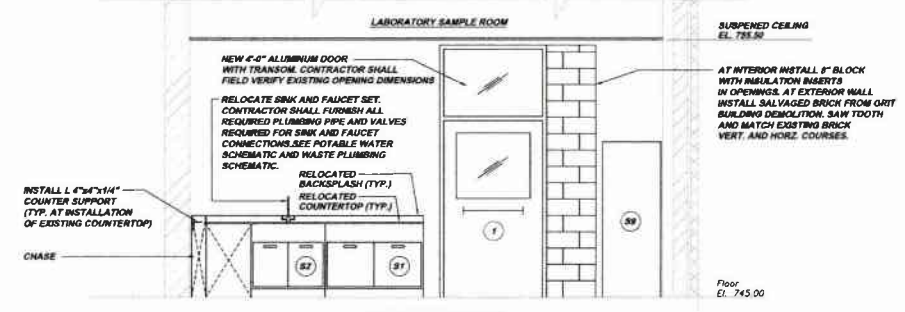 LABORATORY SAMPLE ROOM
SUSPENED CEILING
EL. 755.50
NEW 4'-0" ALUMINUM DOOR
WITH TRANSOM. CONTRACTOR SHALL
FIELD VERIFY EXISTING OPENING DIMENSIONS
AT INTERIOR INSTALL 8" BLOCK
WITH INSULATION INSERTS
IN OPENINGS. AT EXTERIOR WALL
INSTALL SALVAGED BRICK FROM GRIT
BUILDING DEMOLITION. SAW TOOTH
AND MATCH EXISTING BRICK
VERT. AND HORZ. COURSES.
RELOCATE SINK AND FAUCET SET.
CONTRACTOR SHALL FURNISH ALL
REQUIRED PLUMBING PIPE AND VALVES
REQUIRED FOR SINK AND FAUCET
CONNECTIONS.SEE POTABLE WATER
SCHEMATIC AND WASTE PLUMBING
SCHEMATIC.
RELOCATED
BACKSPLASH (TYP.)
RELOCATED
COUNTERTOP (TYP.)
INSTALL L 4"x4"x1/4"
COUNTER SUPPORT
(TYP. AT INSTALLATION
OF EXISTING COUNTERTOP)
CHASE
S2
S1
1
S9
Floor
El. 745.00